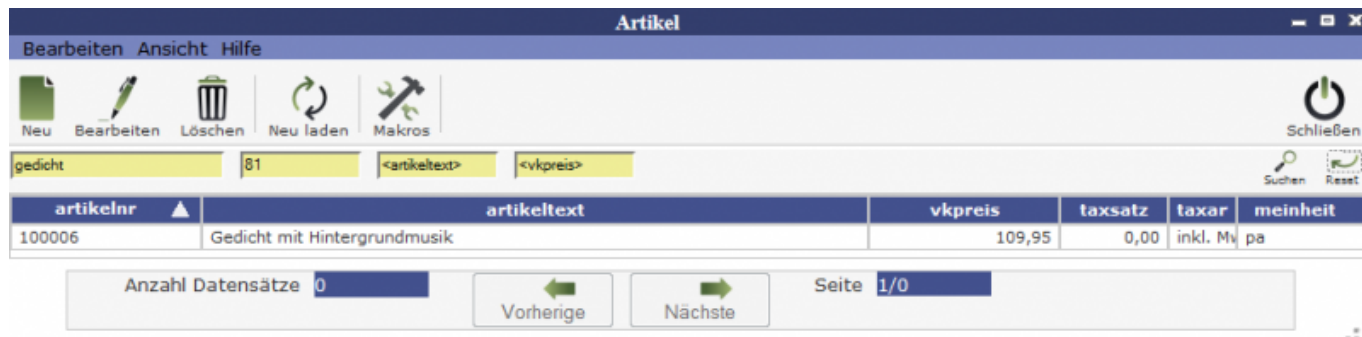 Artikel
Bearbeiten Ansicht Hilfe
Neu Bearbeiten Löschen Neu laden Makros Schließen
gedicht 81 <artikeltext> <vkpreis> Suchen Reset
artikelnr artikeltext vkpreis taxsatz taxar meinheit
100006 Gedicht mit Hintergrundmusik 109,95 0,00 inkl. Mv pa
Anzahl Datensätze 0 Vorherige Nächste Seite 1/0